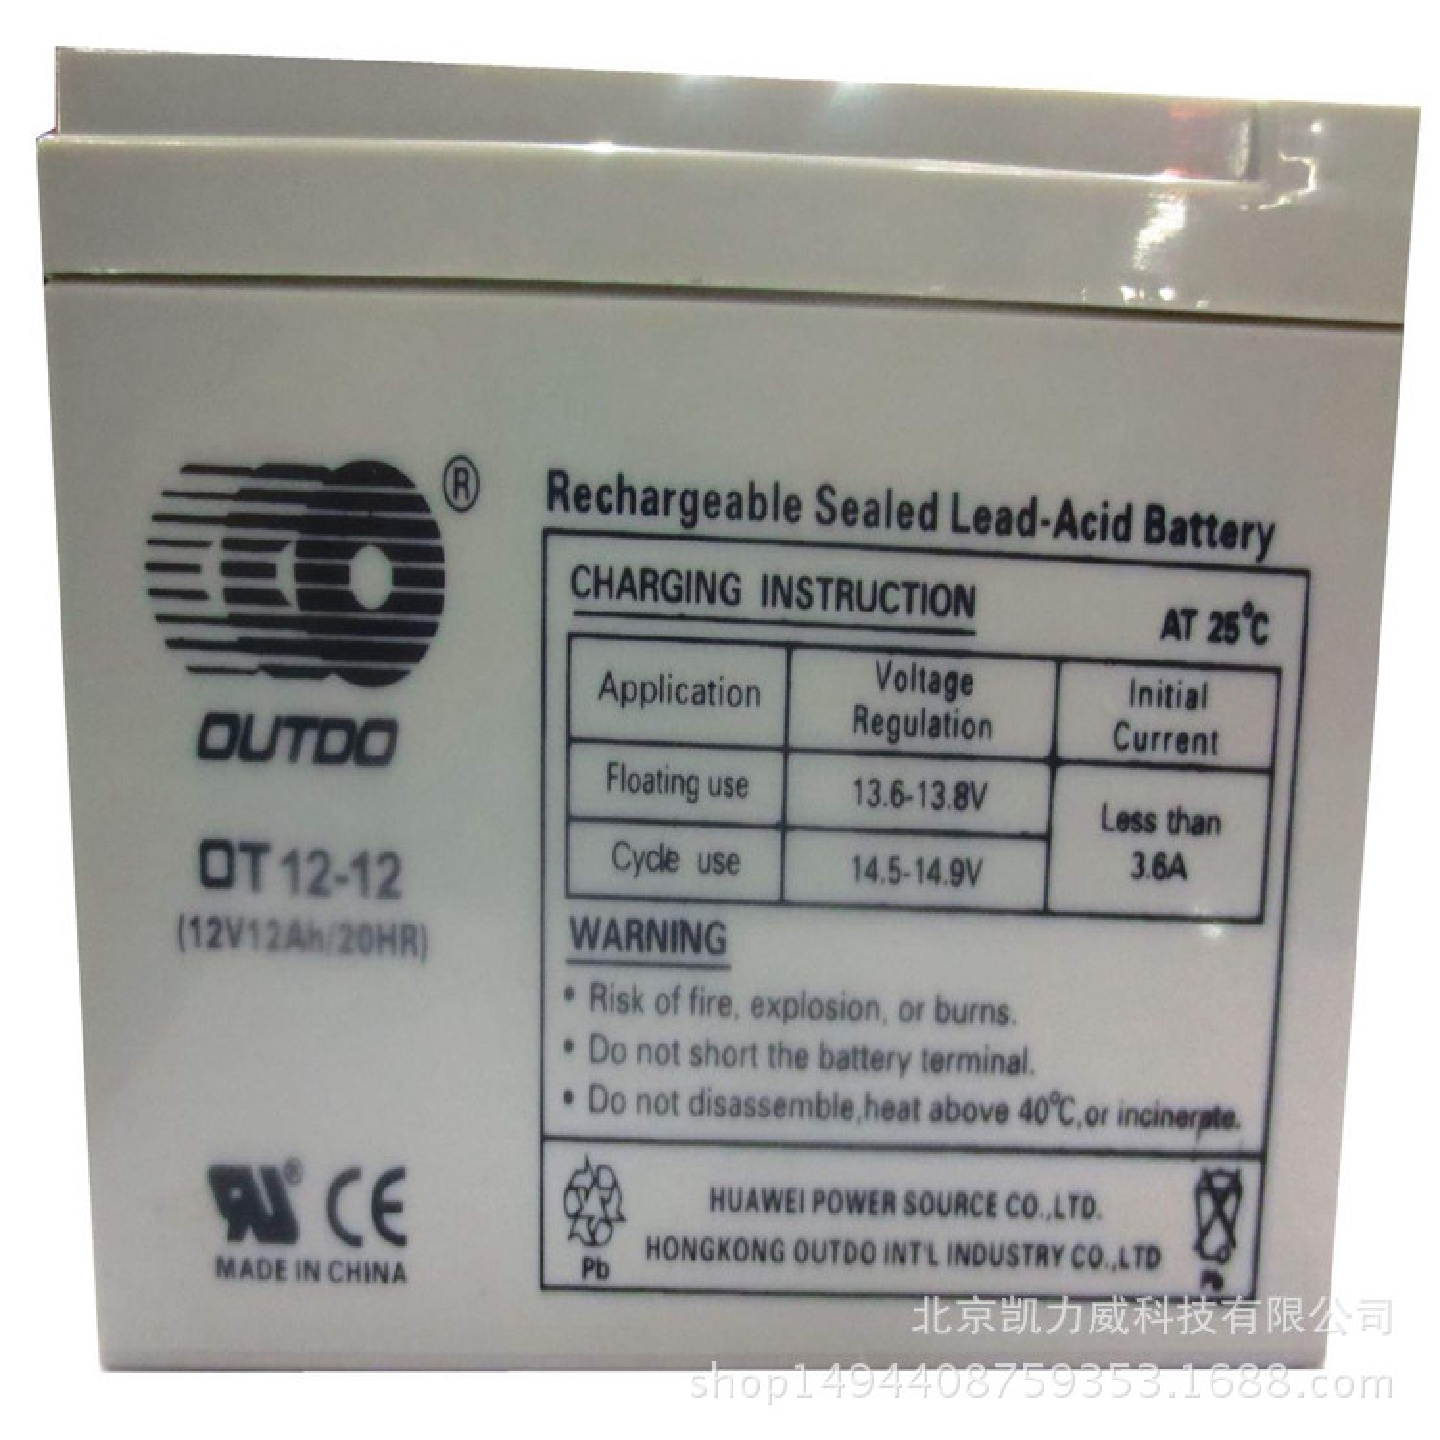 ®
OUTDO
OT 12-12
(12V12Ah/20HR)
Rechargeable Sealed Lead-Acid Battery
CHARGING INSTRUCTION
AT 25°C
Application Voltage Regulation Initial Current
Floating use 13.6-13.8V Less than 3.6A
Cycle use 14.5-14.9V
WARNING
• Risk of fire, explosion, or burns.
• Do not short the battery terminal.
• Do not disassemble,heat above 40°C,or incinerate.
HUAWEI POWER SOURCE CO.,LTD.
HONGKONG OUTDO INT'L INDUSTRY CO.,LTD
Pb
Pb
RU® CE
MADE IN CHINA
北京凯力威科技有限公司
shop1494408759353.1688.com